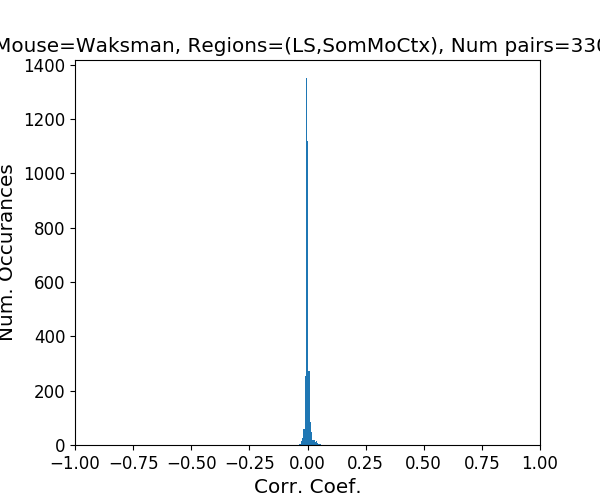 Mouse=Waksman, Regions=(LS,SomMoCtx), Num pairs=330
1400
1200
1000
800
600
400
200
0
Num. Occurances
−1.00 −0.75 −0.50 −0.25 0.00 0.25 0.50 0.75 1.00
Corr. Coef.